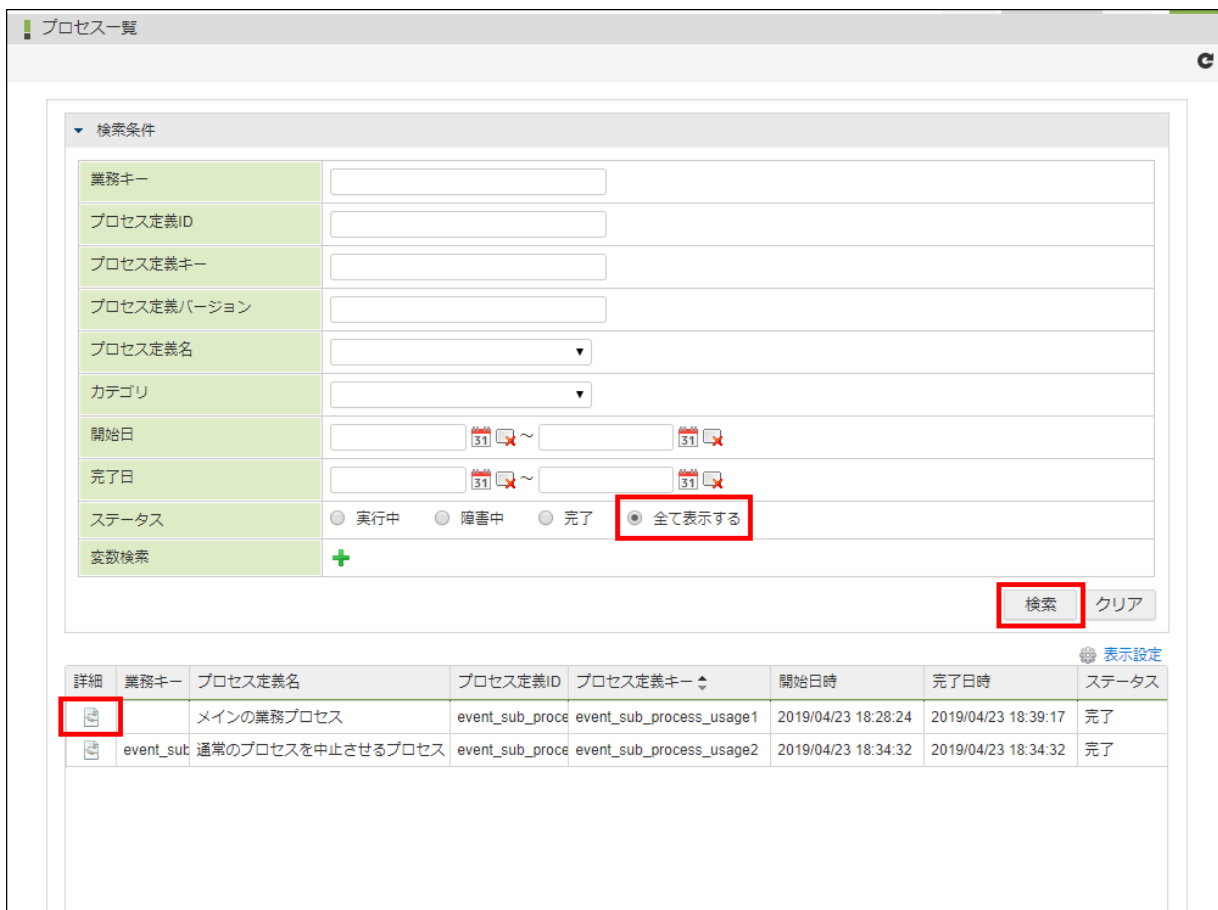 プロセス一覧
検索条件
業務キー
プロセス定義ID
プロセス定義キー
プロセス定義バージョン
プロセス定義名
カテゴリ
開始日 31 ～ 31
完了日 31 ～ 31
ステータス 実行中 障害中 完了 全て表示する
変数検索
検索 クリア
表示設定
詳細 業務キー プロセス定義名 プロセス定義ID プロセス定義キー 開始日時 完了日時 ステータス
メインの業務プロセス event_sub_proce event_sub_process_usage1 2019/04/23 18:28:24 2019/04/23 18:39:17 完了
event_sub 通常のプロセスを中止させるプロセス event_sub_proce event_sub_process_usage2 2019/04/23 18:34:32 2019/04/23 18:34:32 完了